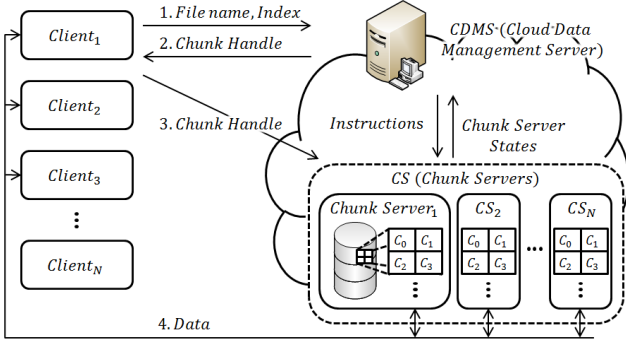 1. File name, Index
Client₁
2. Chunk Handle
CDMS-(Cloud-Data
Management Server)
Client₂
3. Chunk Handle
Instructions
Chunk Server
States
Client₃
CS (Chunk Servers)
Chunk Server₁
CS₂
CS_N
C₀ C₁
C₂ C₃
C₀ C₁
C₂ C₃
C₀ C₁
C₂ C₃
Client_N
4. Data